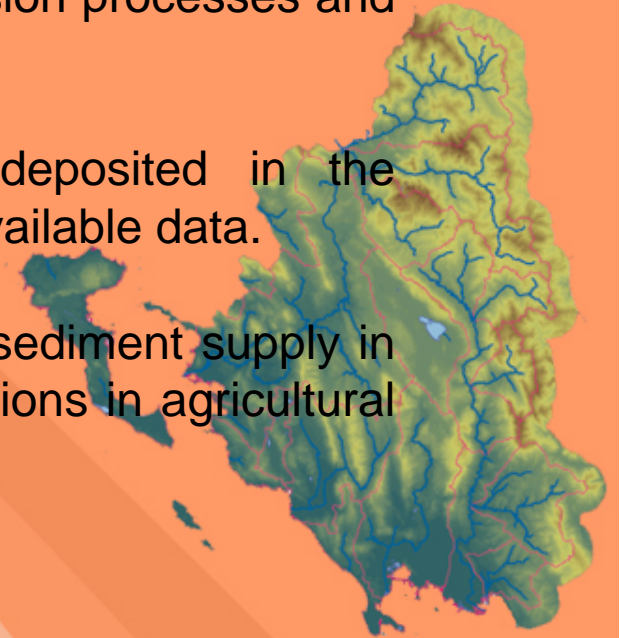 sion processes and
deposited in the
vailable data.
sediment supply in
ions in agricultural